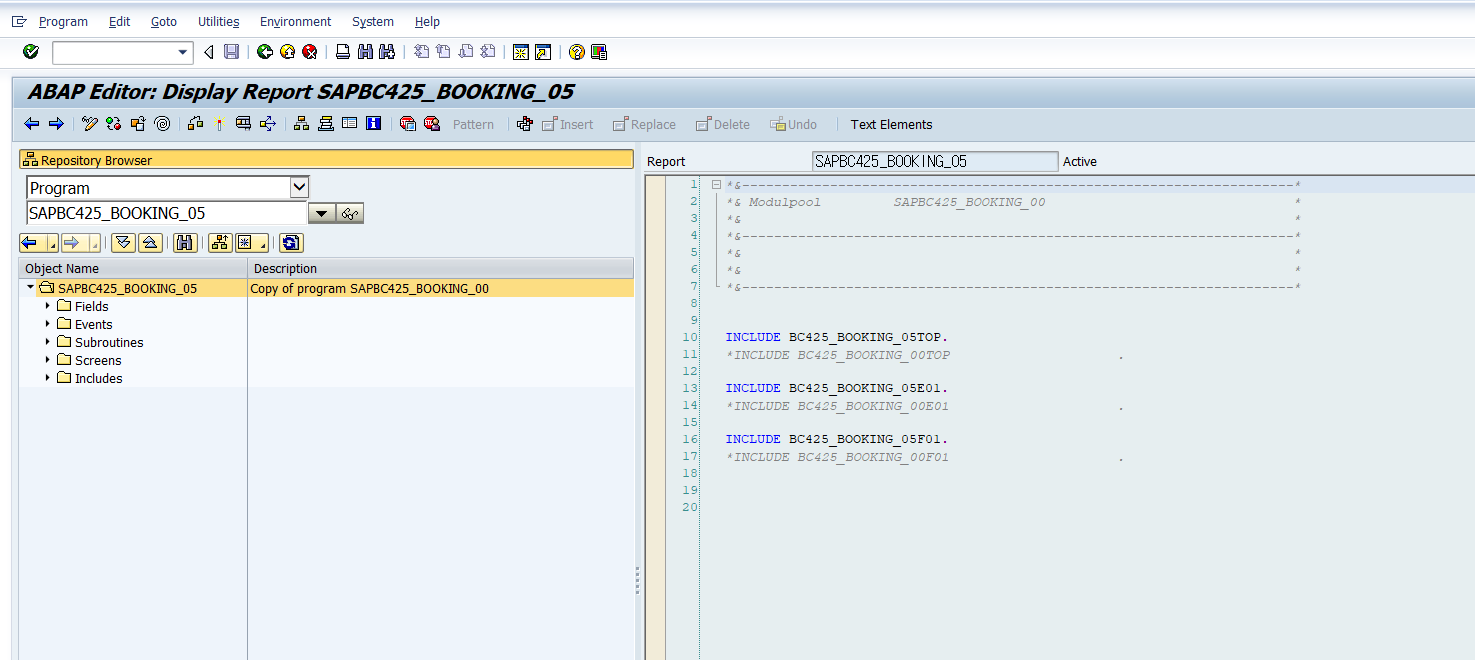 Program Edit Goto Utilities Environment System Help
ABAP Editor: Display Report SAPBC425_BOOKING_05
Pattern Insert Replace Delete Undo Text Elements
Repository Browser
Program
SAPBC425_BOOKING_05
Object Name Description
SAPBC425_BOOKING_05 Copy of program SAPBC425_BOOKING_00
Fields
Events
Subroutines
Screens
Includes
Report SAPBC425_BOOKING_05 Active
1 *&---------------------------------------------------------------------*
2 *& Modulpool         SAPBC425_BOOKING_00                               *
3 *&                                                                     *
4 *&---------------------------------------------------------------------*
5 *&                                                                     *
6 *&                                                                     *
7 *&---------------------------------------------------------------------*
8
9
10 INCLUDE BC425_BOOKING_05TOP.
11 *INCLUDE BC425_BOOKING_00TOP                     .
12
13 INCLUDE BC425_BOOKING_05E01.
14 *INCLUDE BC425_BOOKING_00E01                     .
15
16 INCLUDE BC425_BOOKING_05F01.
17 *INCLUDE BC425_BOOKING_00F01                     .
18
19
20